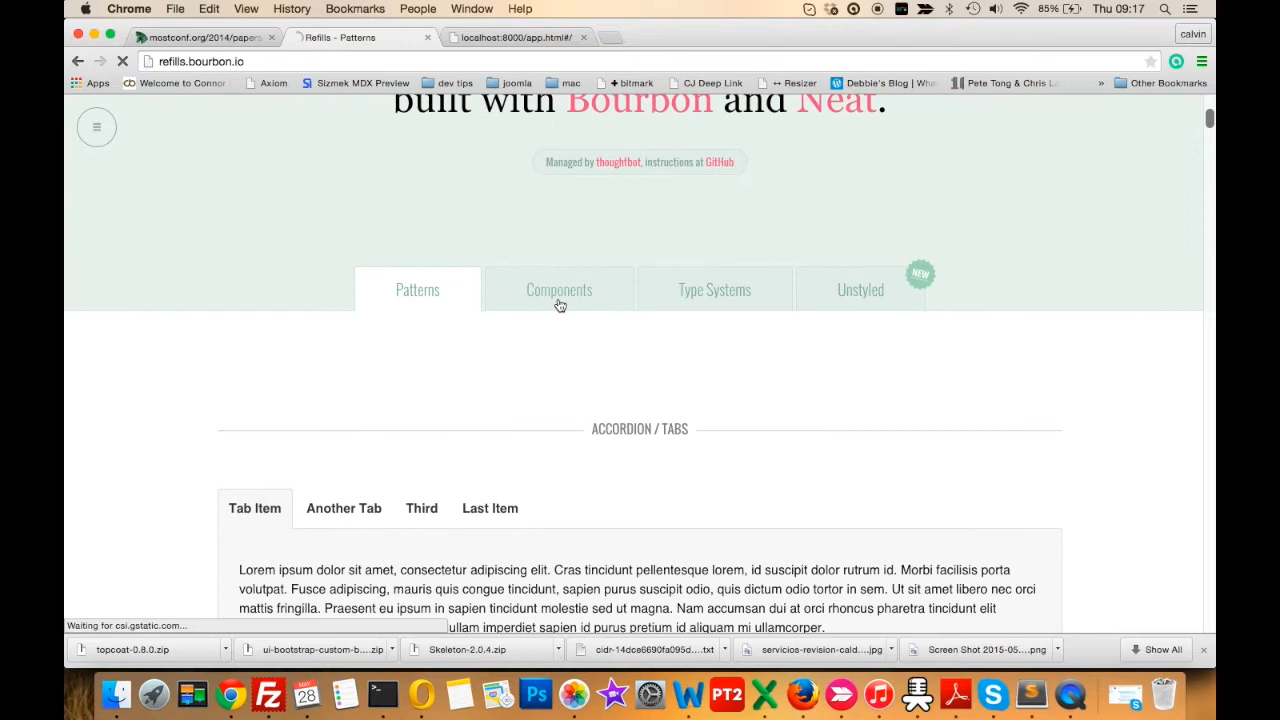 Chrome File Edit View History Bookmarks People Window Help 85% Thu 09:17
mostconf.org/2014/papers Refills - Patterns localhost:8000/app.html#/ calvin
refills.bourbon.io
Apps Welcome to Connor Axiom Sizmek MDX Preview dev tips joomla mac + bitmark CJ Deep Link ↔ Resizer Debbie's Blog | Whe Pete Tong & Chris La » Other Bookmarks
built with Bourbon and Neat.
Managed by thoughtbot, instructions at GitHub
NEW
Patterns Components Type Systems Unstyled
ACCORDION / TABS
Tab Item Another Tab Third Last Item
Lorem ipsum dolor sit amet, consectetur adipiscing elit. Cras tincidunt pellentesque lorem, id suscipit dolor rutrum id. Morbi facilisis porta
volutpat. Fusce adipiscing, mauris quis congue tincidunt, sapien purus suscipit odio, quis dictum odio tortor in sem. Ut sit amet libero nec orci
mattis fringilla. Praesent eu ipsum in sapien tincidunt molestie sed ut magna. Nam accumsan dui at orci rhoncus pharetra tincidunt elit
ullam imperdiet sapien id purus pretium id aliquam mi ullamcorper.
Waiting for csi.gstatic.com...
topcoat-0.8.0.zip ui-bootstrap-custom-b....zip Skeleton-2.0.4.zip cidr-14dce6690fa095d....txt servicios-revision-cald....jpg Screen Shot 2015-05....png Show All
MAY 28 PT2